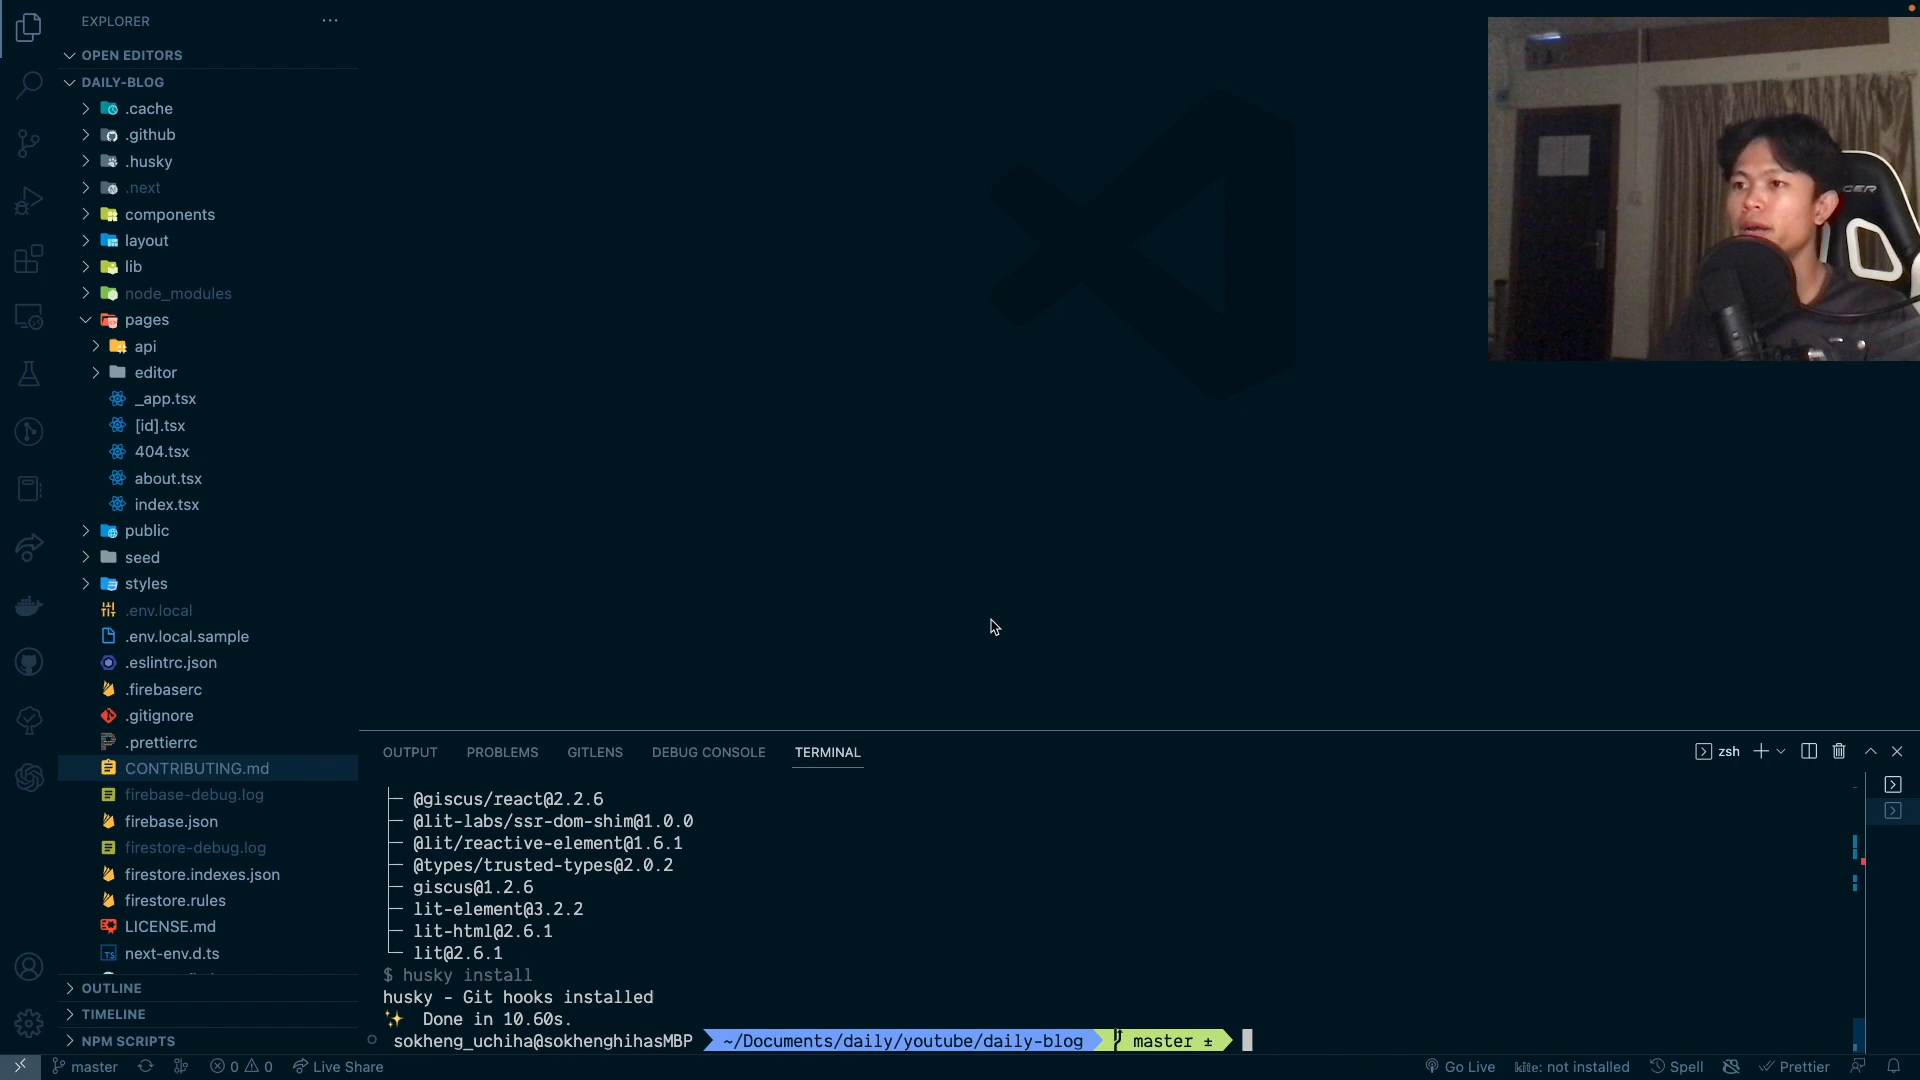 EXPLORER
OPEN EDITORS
DAILY-BLOG
.cache
.github
.husky
.next
components
layout
lib
node_modules
pages
api
editor
_app.tsx
[id].tsx
404.tsx
about.tsx
index.tsx
public
seed
styles
.env.local
.env.local.sample
.eslintrc.json
.firebaserc
.gitignore
.prettierrc
CONTRIBUTING.md
firebase-debug.log
firebase.json
firestore-debug.log
firestore.indexes.json
firestore.rules
LICENSE.md
next-env.d.ts
OUTLINE
TIMELINE
NPM SCRIPTS
OUTPUT PROBLEMS GITLENS DEBUG CONSOLE TERMINAL
zsh
├─ @giscus/react@2.2.6
├─ @lit-labs/ssr-dom-shim@1.0.0
├─ @lit/reactive-element@1.6.1
├─ @types/trusted-types@2.0.2
├─ giscus@1.2.6
├─ lit-element@3.2.2
├─ lit-html@2.6.1
└─ lit@2.6.1
$ husky install
husky - Git hooks installed
✨ Done in 10.60s.
sokheng_uchiha@sokhenghihasMBP ~/Documents/daily/youtube/daily-blog master ±
master 0 0 Live Share
Go Live kite: not installed Spell Prettier